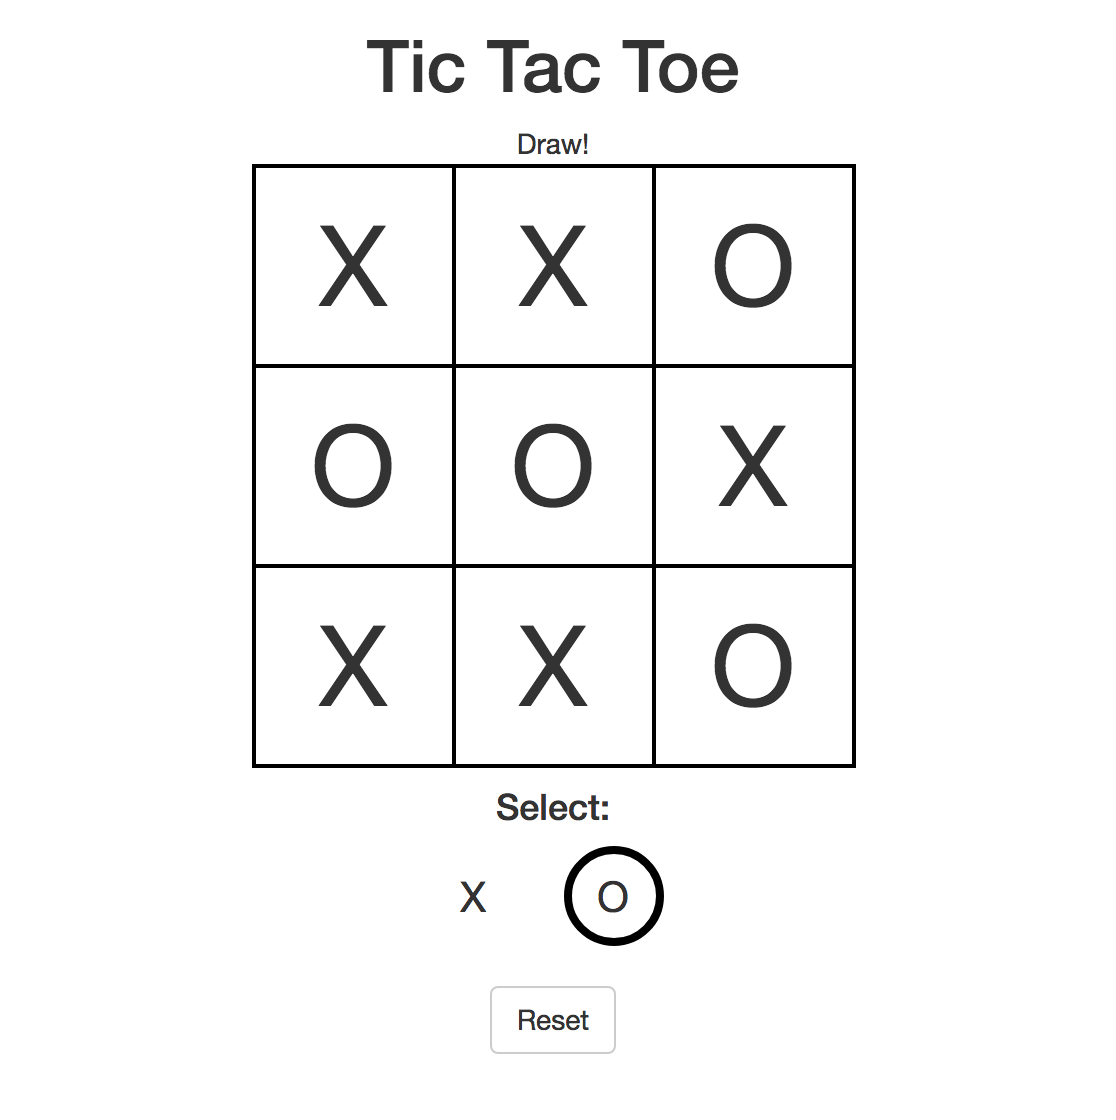 Tic Tac Toe
Draw!
X X O
O O X
X X O
Select:
X O
Reset